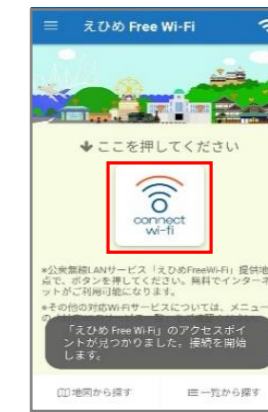 えひめ Free Wi-Fi
ここを押してください
connect
wi-fi
*公衆無線LANサービス「えひめFreeWi-Fi」提供地
点で、ボタンを押してください。無料でインターネ
ットがご利用可能になります。
*その他の対応Wi-Fiサービスについては、メニュー
「えひめ Free Wi-Fi」のアクセスポイ
ントが見つかりました。接続を開始
します。
地図から探す
一覧から探す